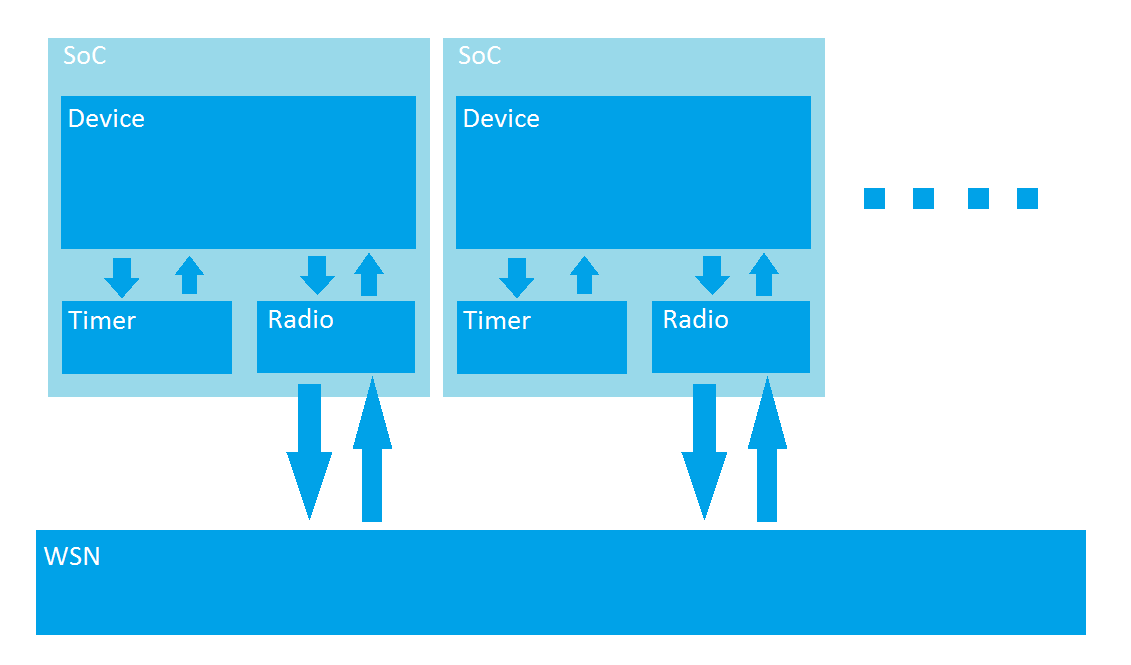 SoC
Device
Timer
Radio
SoC
Device
Timer
Radio
WSN